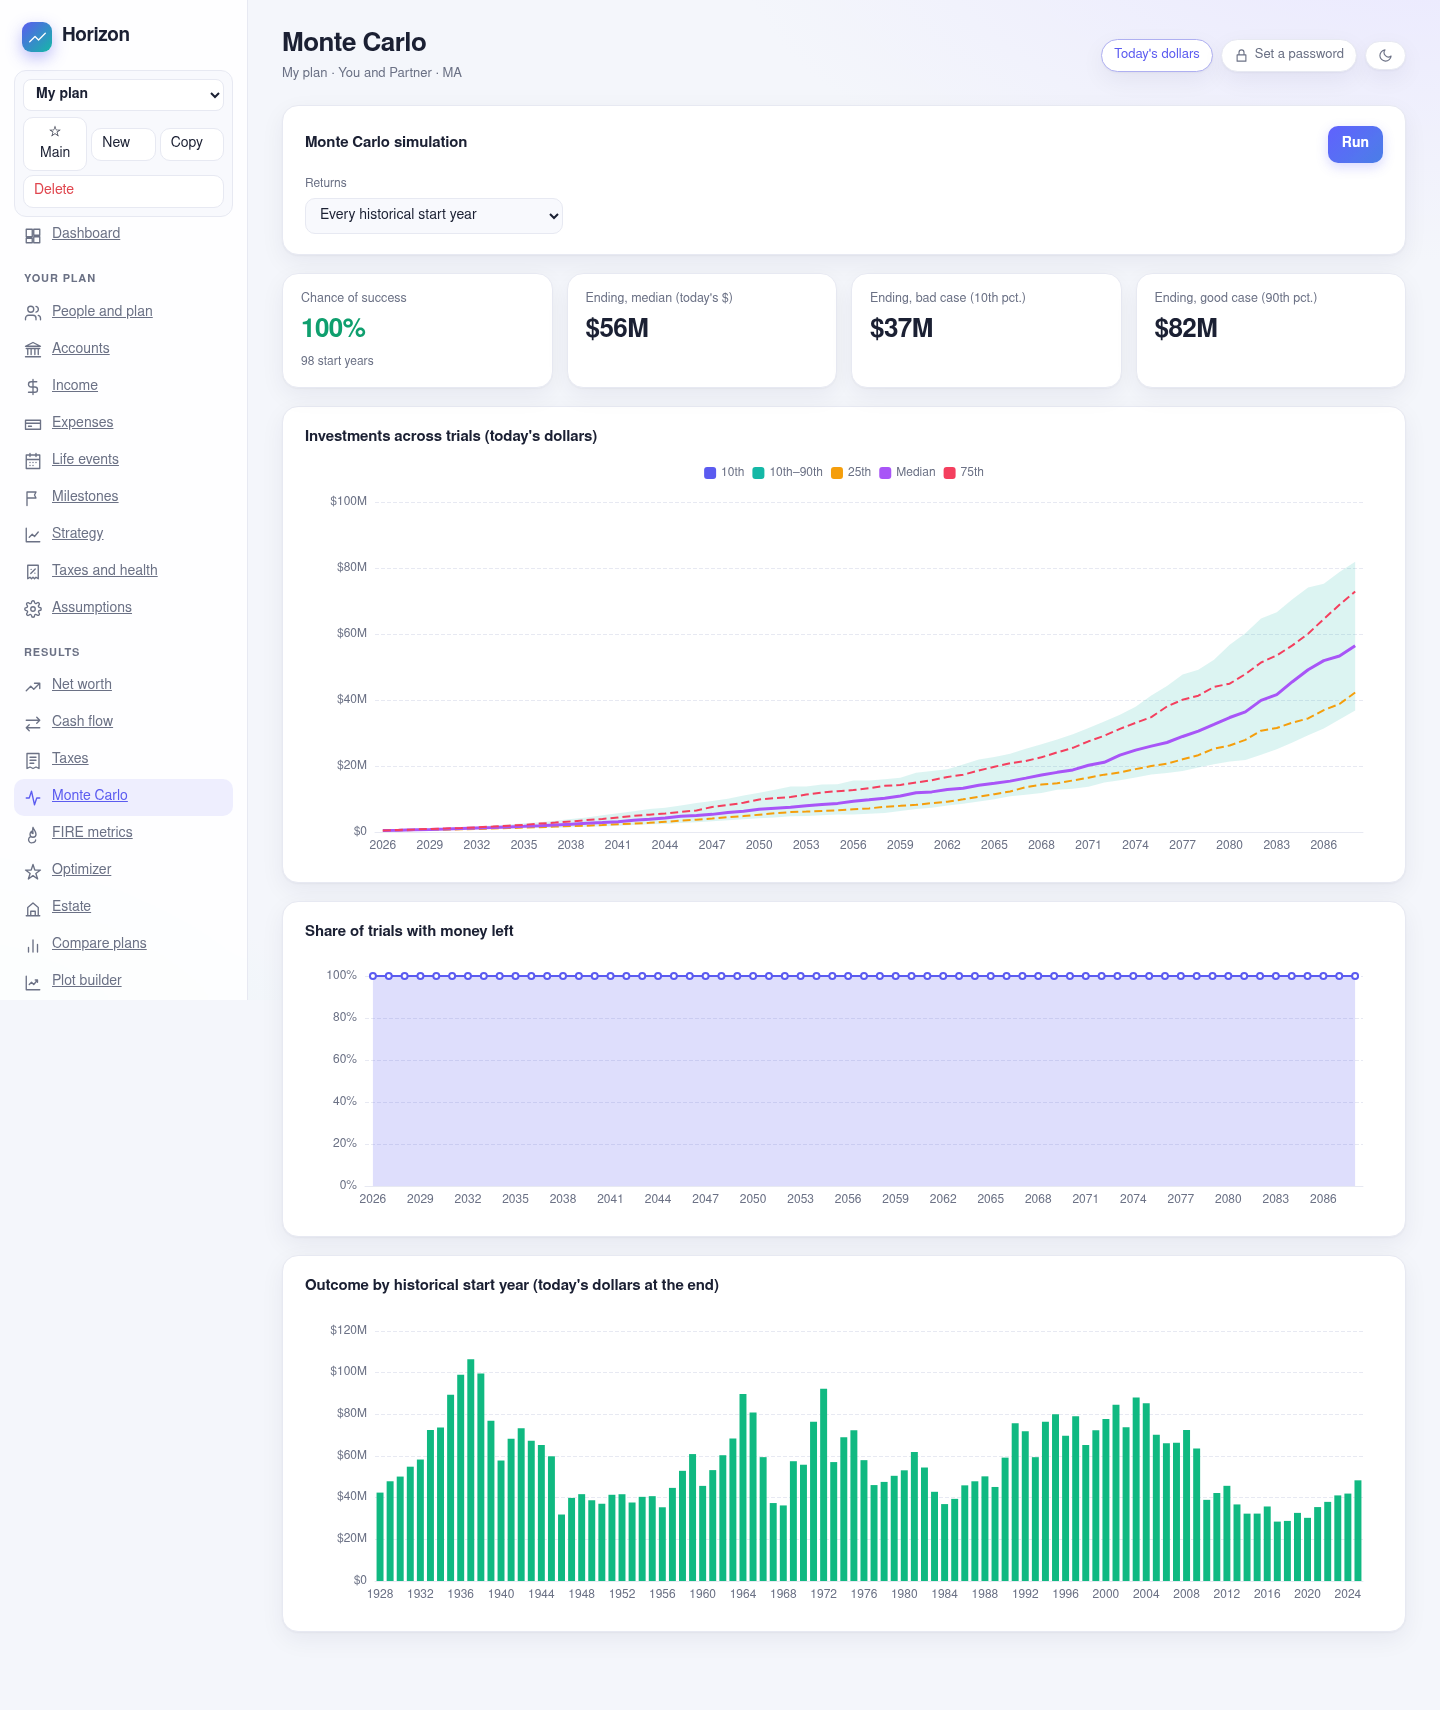 Horizon
My plan
☆ Main
New
Copy
Delete
Dashboard
YOUR PLAN
People and plan
Accounts
Income
Expenses
Life events
Milestones
Strategy
Taxes and health
Assumptions
RESULTS
Net worth
Cash flow
Taxes
Monte Carlo
FIRE metrics
Optimizer
Estate
Compare plans
Plot builder
Monte Carlo
My plan · You and Partner · MA
Today's dollars
Set a password
Monte Carlo simulation
Run
Returns
Every historical start year
Chance of success
100%
98 start years
Ending, median (today's $)
$56M
Ending, bad case (10th pct.)
$37M
Ending, good case (90th pct.)
$82M
Investments across trials (today's dollars)
10th 10th–90th 25th Median 75th
$100M
$80M
$60M
$40M
$20M
$0
2026 2029 2032 2035 2038 2041 2044 2047 2050 2053 2056 2059 2062 2065 2068 2071 2074 2077 2080 2083 2086
Share of trials with money left
100%
80%
60%
40%
20%
0%
2026 2029 2032 2035 2038 2041 2044 2047 2050 2053 2056 2059 2062 2065 2068 2071 2074 2077 2080 2083 2086
Outcome by historical start year (today's dollars at the end)
$120M
$100M
$80M
$60M
$40M
$20M
$0
1928 1932 1936 1940 1944 1948 1952 1956 1960 1964 1968 1972 1976 1980 1984 1988 1992 1996 2000 2004 2008 2012 2016 2020 2024